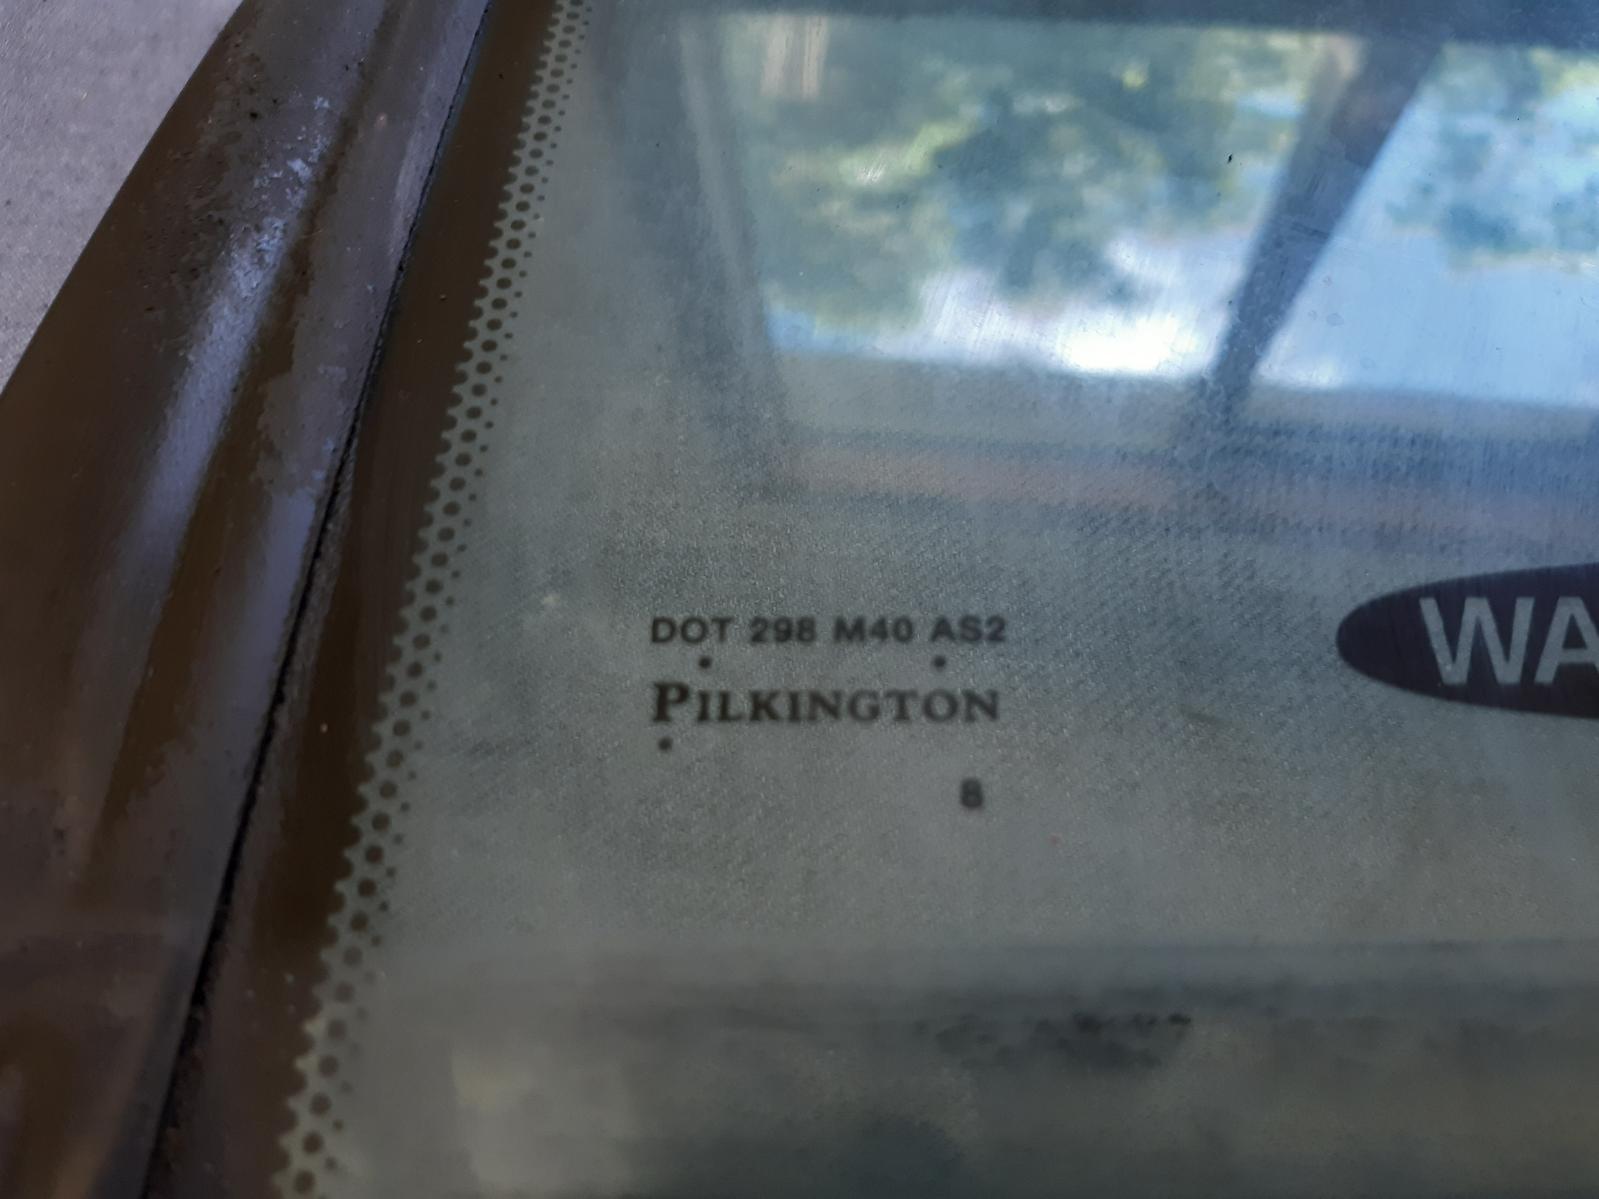 DOT 298 M40 AS2
PILKINGTON
8
WA